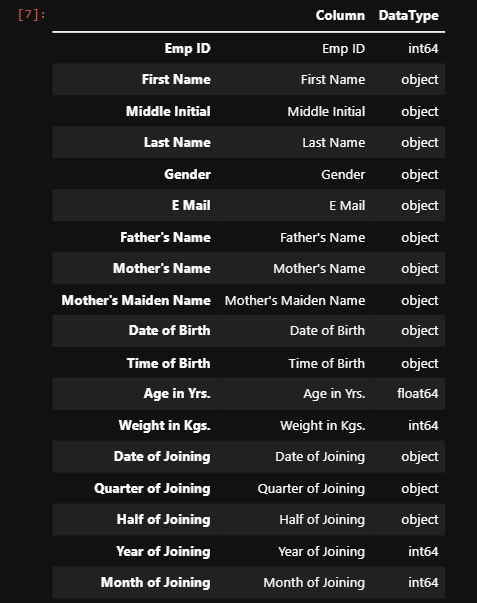 [7]:
Column DataType
Emp ID Emp ID int64
First Name First Name object
Middle Initial Middle Initial object
Last Name Last Name object
Gender Gender object
E Mail E Mail object
Father's Name Father's Name object
Mother's Name Mother's Name object
Mother's Maiden Name Mother's Maiden Name object
Date of Birth Date of Birth object
Time of Birth Time of Birth object
Age in Yrs. Age in Yrs. float64
Weight in Kgs. Weight in Kgs. int64
Date of Joining Date of Joining object
Quarter of Joining Quarter of Joining object
Half of Joining Half of Joining object
Year of Joining Year of Joining int64
Month of Joining Month of Joining int64